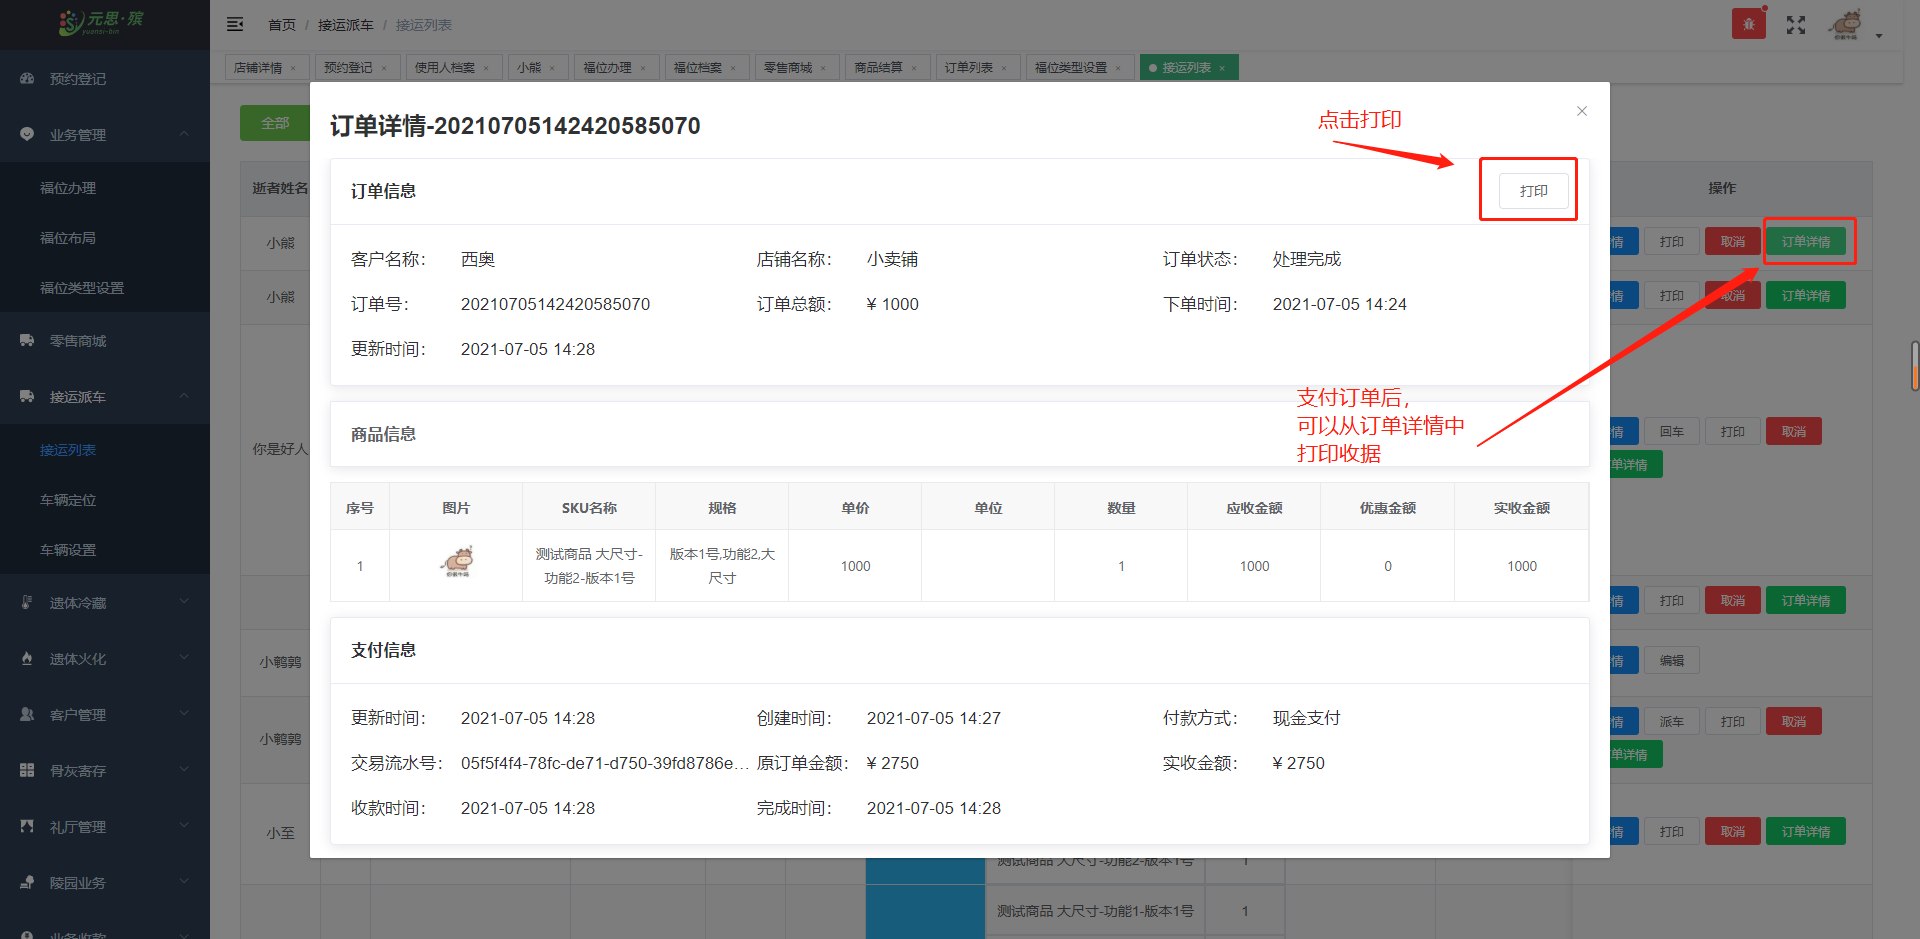 元思·殡
yuansi-bin
首页 / 接运派车 / 接运列表
店铺详情 ×
预约登记 ×
使用人档案 ×
小熊 ×
福位办理 ×
福位档案 ×
零售商城 ×
商品结算 ×
订单列表 ×
福位类型设置 ×
接运列表 ×
预约登记
业务管理
福位办理
福位布局
福位类型设置
零售商城
接运派车
接运列表
车辆定位
车辆设置
遗体冷藏
遗体火化
客户管理
骨灰寄存
礼厅管理
陵园业务
业务收款
全部
逝者姓名
小熊
小熊
你是好人
小鹌鹑
小鹌鹑
小至
订单详情-20210705142420585070
点击打印
订单信息
打印
客户名称： 西奥
店铺名称： 小卖铺
订单状态： 处理完成
订单号： 20210705142420585070
订单总额： ¥ 1000
下单时间： 2021-07-05 14:24
更新时间： 2021-07-05 14:28
支付订单后，
可以从订单详情中
打印收据
商品信息
序号 图片 SKU名称 规格 单价 单位 数量 应收金额 优惠金额 实收金额
1 测试商品 大尺寸-功能2-版本1号 版本1号,功能2,大尺寸 1000 1 1000 0 1000
支付信息
更新时间： 2021-07-05 14:28
创建时间： 2021-07-05 14:27
付款方式： 现金支付
交易流水号： 05f5f4f4-78fc-de71-d750-39fd8786e...
原订单金额： ¥ 2750
实收金额： ¥ 2750
收款时间： 2021-07-05 14:28
完成时间： 2021-07-05 14:28
操作
情 打印 取消 订单详情
情 打印 取消 订单详情
情 回车 打印 取消
单详情
情 打印 取消 订单详情
情 编辑
情 派车 打印 取消
单详情
情 打印 取消 订单详情
测试商品 大尺寸-功能2-版本1号 1
测试商品 大尺寸-功能1-版本1号 1